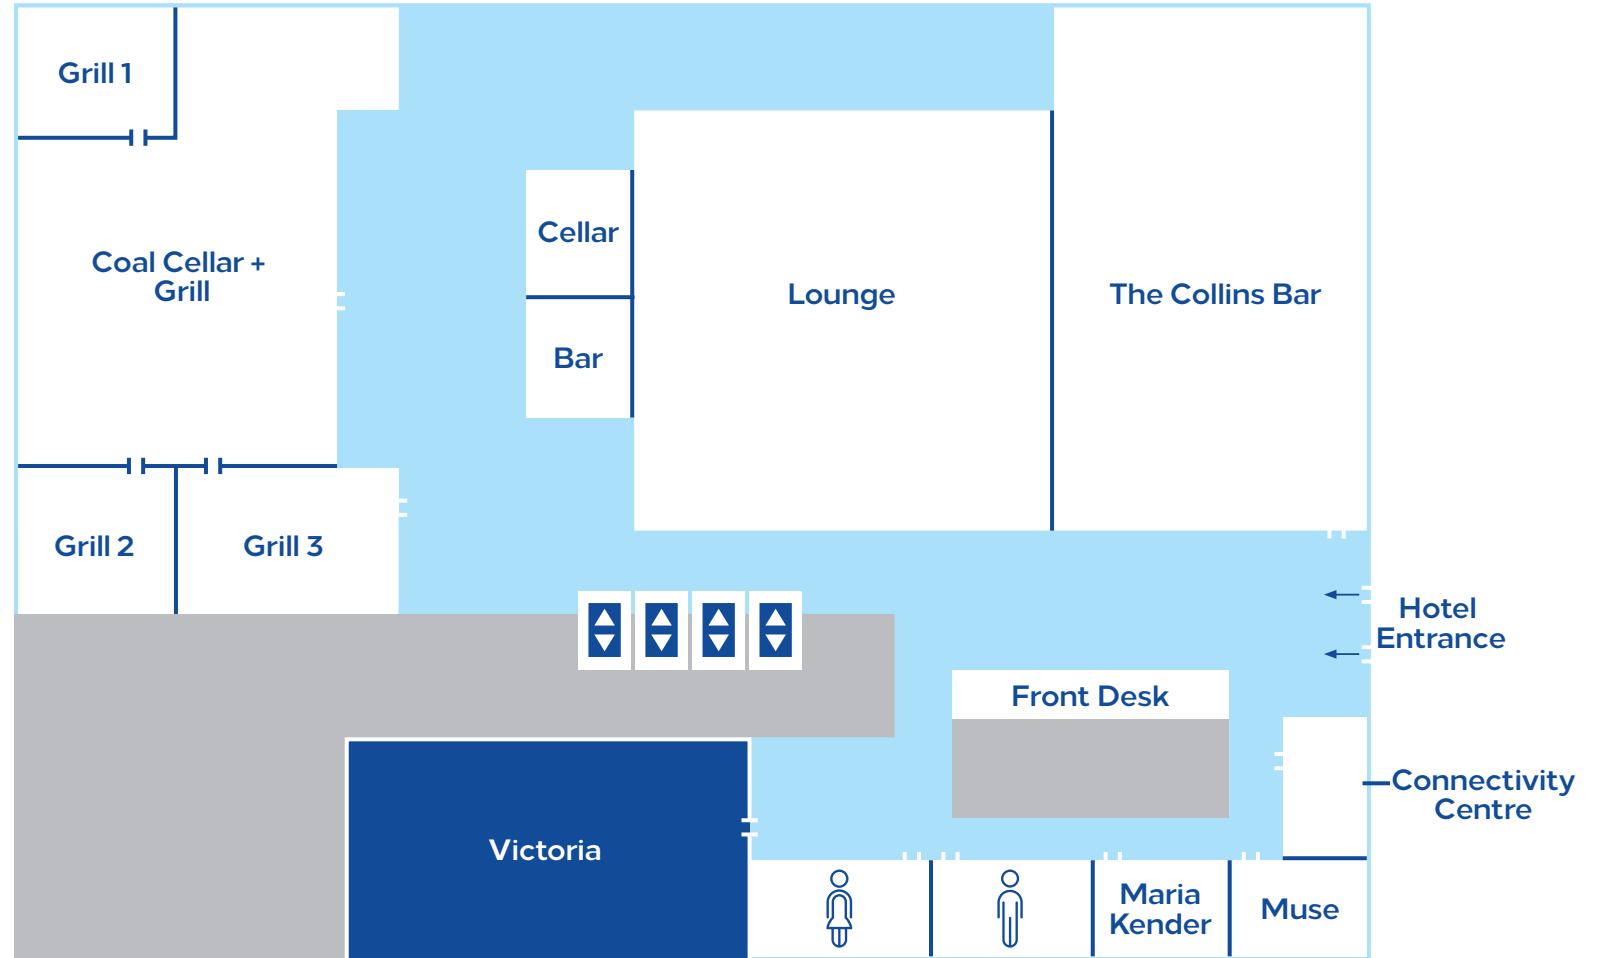 Grill 1
Cellar
Coal Cellar +
Grill
Lounge
The Collins Bar
Bar
Grill 2
Grill 3
Hotel
Entrance
Front Desk
Connectivity
Centre
Victoria
Maria
Kender
Muse